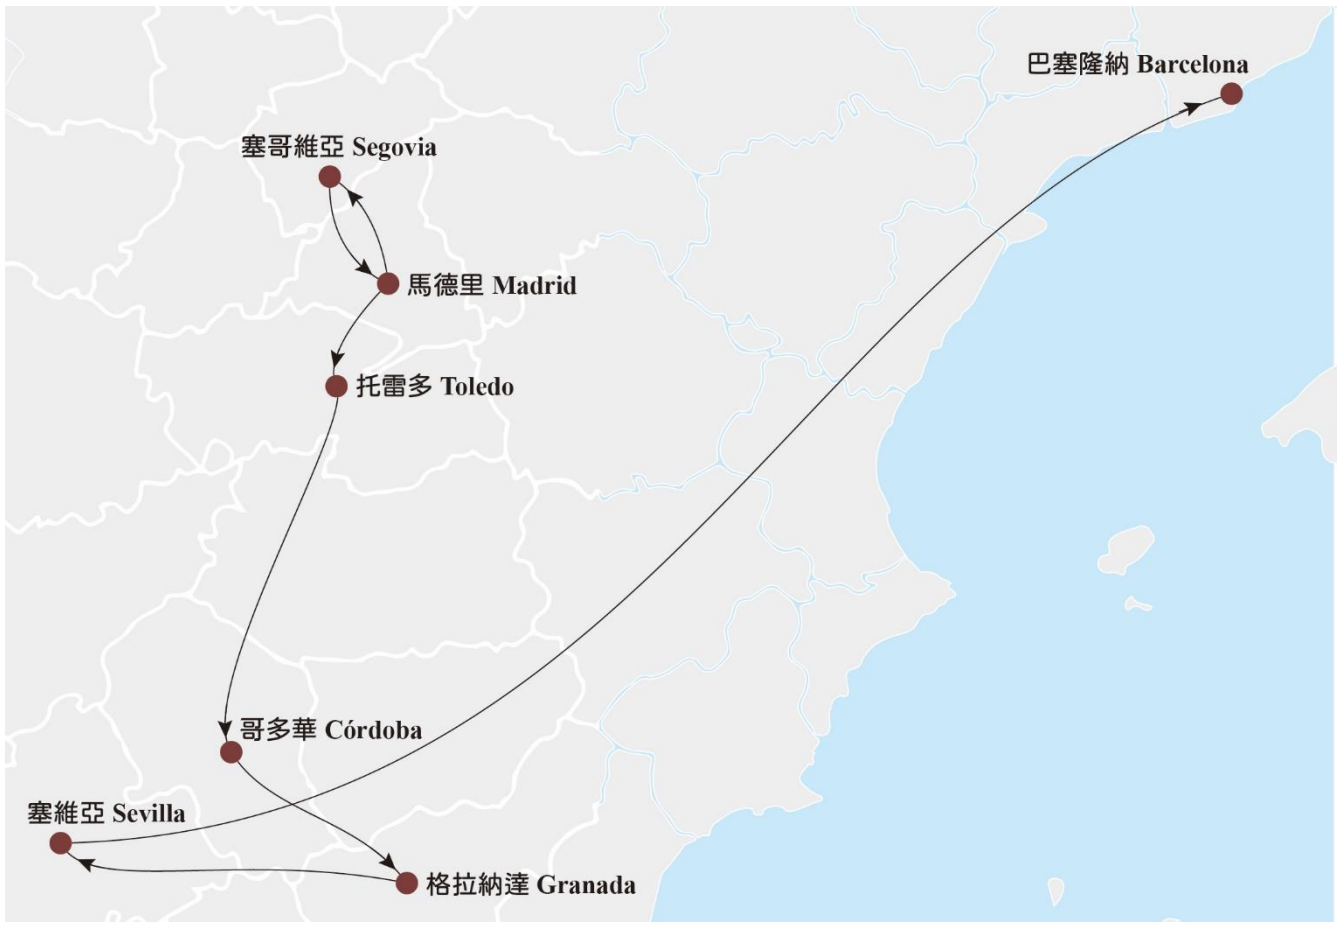 巴塞隆納 Barcelona
塞哥維亞 Segovia
馬德里 Madrid
托雷多 Toledo
哥多華 Córdoba
塞維亞 Sevilla
格拉納達 Granada